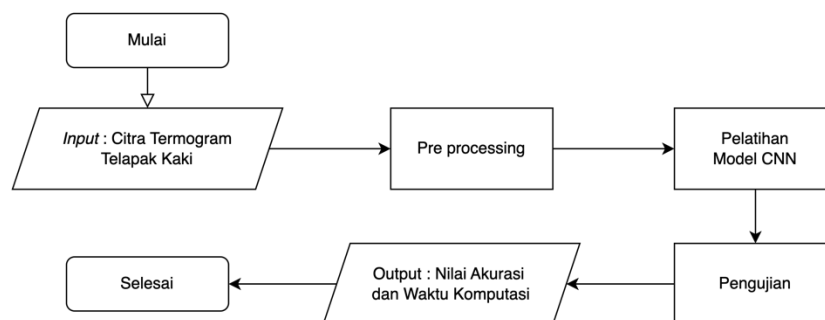 Mulai
Input : Citra Termogram
Telapak Kaki
Pre processing
Pelatihan
Model CNN
Pengujian
Output : Nilai Akurasi
dan Waktu Komputasi
Selesai